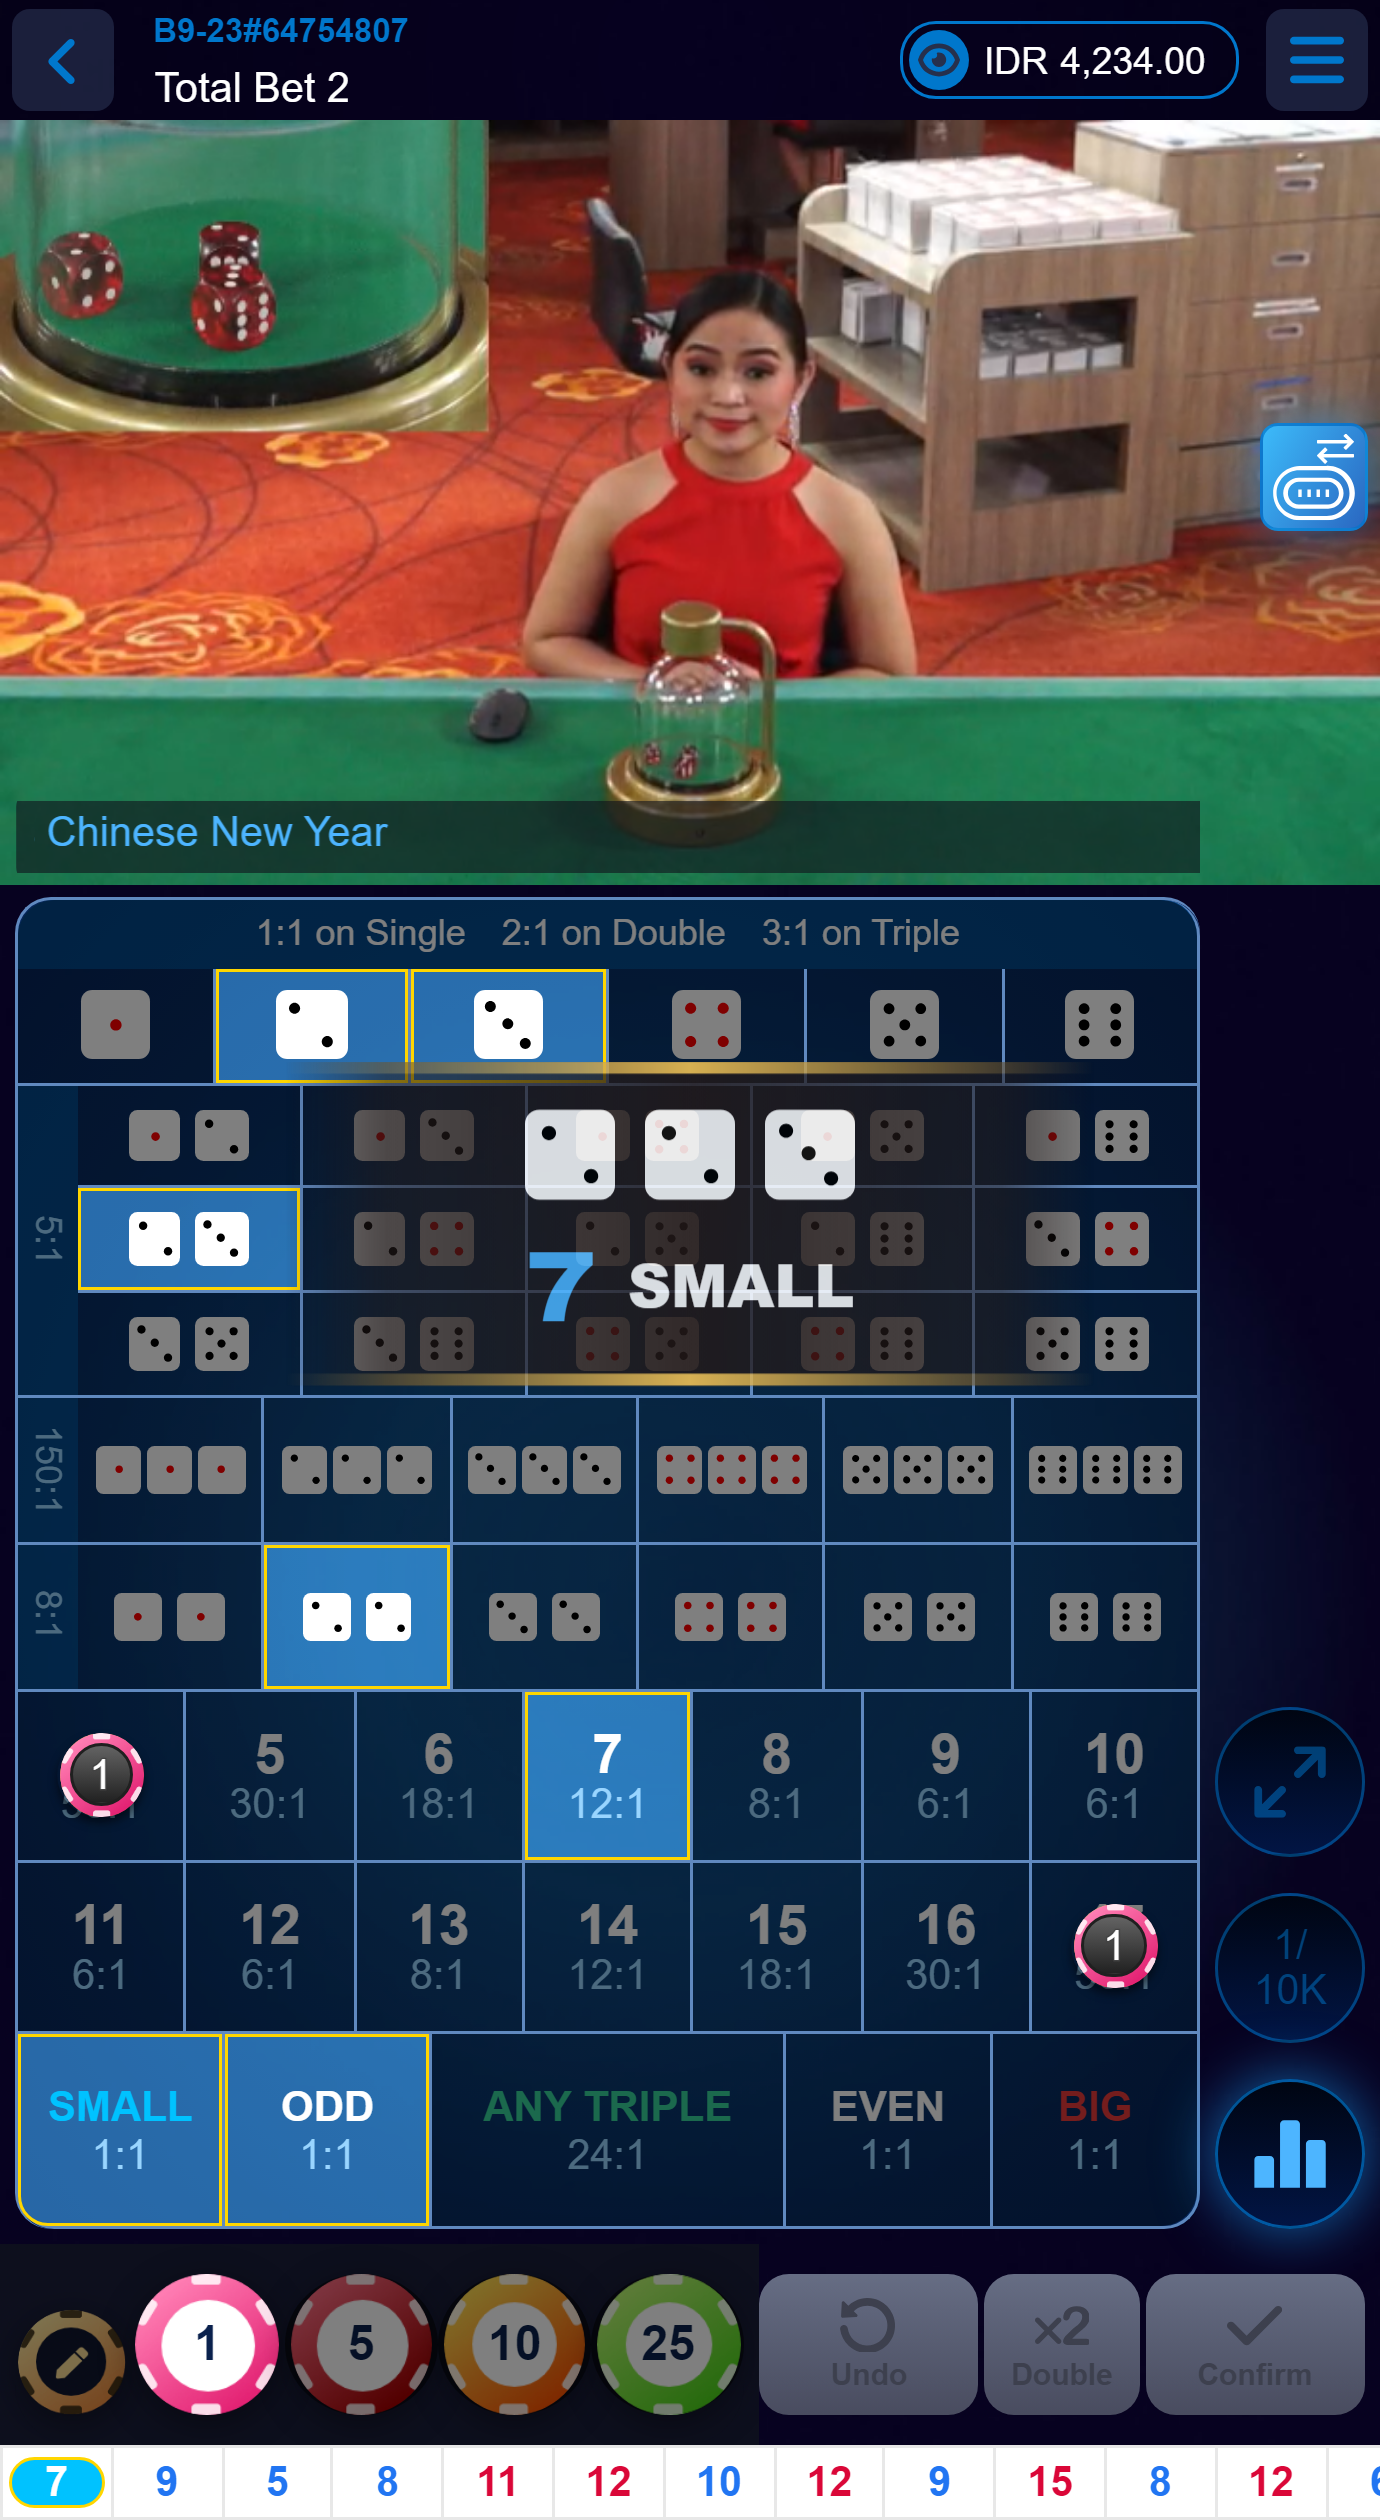 B9-23#64754807
Total Bet 2
IDR 4,234.00
Chinese New Year
1:1 on Single 2:1 on Double 3:1 on Triple
5:1
7 SMALL
150:1
8:1
1
5 6 7 8 9 10
30:1 18:1 12:1 8:1 6:1 6:1
11 12 13 14 15 16
1
6:1 6:1 8:1 12:1 18:1 30:1
1/
10K
SMALL ODD ANY TRIPLE EVEN BIG
1:1 1:1 24:1 1:1 1:1
1 5 10 25
x2
Undo Double Confirm
7 9 5 8 11 12 10 12 9 15 8 12